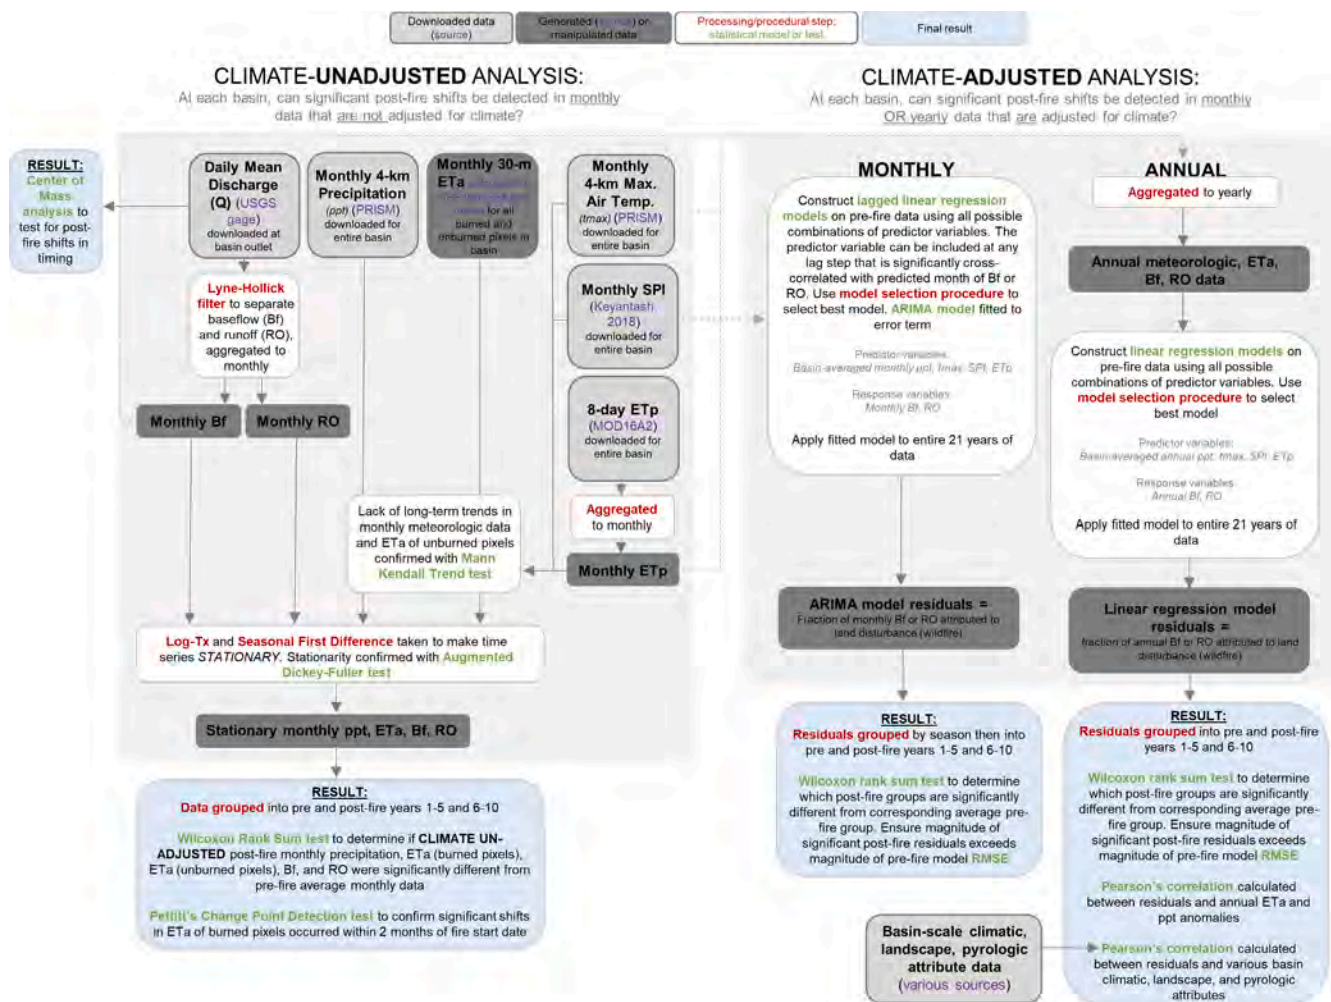 Downloaded data
(source)
Generated (source) or
manipulated data
Processing/procedural step;
statistical model or test
Final result
CLIMATE-UNADJUSTED ANALYSIS:
At each basin, can significant post-fire shifts be detected in monthly
data that are not adjusted for climate?
CLIMATE-ADJUSTED ANALYSIS:
At each basin, can significant post-fire shifts be detected in monthly
OR yearly data that are adjusted for climate?
RESULT:
Center of
Mass
analysis to
test for post-
fire shifts in
timing
Daily Mean
Discharge
(Q) (USGS
gage)
downloaded at
basin outlet
Monthly 4-km
Precipitation
(ppt) (PRISM)
downloaded for
entire basin
Monthly 30-m
ETa
for all
burned and
unburned pixels in
basin
Monthly
4-km Max.
Air Temp.
(tmax) (PRISM)
downloaded for
entire basin
Monthly SPI
(Keyantash
2018)
downloaded for
entire basin
8-day ETp
(MOD16A2)
downloaded for
entire basin
Aggregated
to monthly
Monthly ETp
Lyne-Hollick
filter to separate
baseflow (Bf)
and runoff (RO),
aggregated to
monthly
Monthly Bf
Monthly RO
Lack of long-term trends in
monthly meteorologic data
and ETa of unburned pixels
confirmed with Mann
Kendall Trend test
Log-Tx and Seasonal First Difference taken to make time
series STATIONARY. Stationarity confirmed with Augmented
Dickey-Fuller test
Stationary monthly ppt, ETa, Bf, RO
RESULT:
Data grouped into pre and post-fire years 1-5 and 6-10
Wilcoxon Rank Sum test to determine if CLIMATE UN-
ADJUSTED post-fire monthly precipitation, ETa (burned pixels),
ETa (unburned pixels), Bf, and RO were significantly different from
pre-fire average monthly data
Pettitt's Change Point Detection test to confirm significant shifts
in ETa of burned pixels occurred within 2 months of fire start date
MONTHLY
Construct lagged linear regression
models on pre-fire data using all possible
combinations of predictor variables. The
predictor variable can be included at any
lag step that is significantly cross-
correlated with predicted month of Bf or
RO. Use model selection procedure to
select best model. ARIMA model fitted to
error term
Predictor variables:
Basin-averaged monthly ppt, tmax, SPI, ETp
Response variables:
Monthly Bf, RO
Apply fitted model to entire 21 years of
data
ARIMA model residuals =
Fraction of monthly Bf or RO attributed to
land disturbance (wildfire)
RESULT:
Residuals grouped by season then into
pre and post-fire years 1-5 and 6-10
Wilcoxon rank sum test to determine
which post-fire groups are significantly
different from corresponding average pre-
fire group. Ensure magnitude of
significant post-fire residuals exceeds
magnitude of pre-fire model RMSE
ANNUAL
Aggregated to yearly
Annual meteorologic, ETa,
Bf, RO data
Construct linear regression models on
pre-fire data using all possible
combinations of predictor variables. Use
model selection procedure to select
best model
Predictor variables:
Basin-averaged annual ppt, tmax, SPI, ETp
Response variables:
Annual Bf, RO
Apply fitted model to entire 21 years of
data
Linear regression model
residuals =
fraction of annual Bf or RO attributed to land
disturbance (wildfire)
RESULT:
Residuals grouped into pre and post-fire
years 1-5 and 6-10
Wilcoxon rank sum test to determine
which post-fire groups are significantly
different from corresponding average pre-
fire group. Ensure magnitude of
significant post-fire residuals exceeds
magnitude of pre-fire model RMSE
Pearson's correlation calculated
between residuals and annual ETa and
ppt anomalies
Pearson's correlation calculated
between residuals and various basin
climatic, landscape, and pyrologic
attributes
Basin-scale climatic,
landscape, pyrologic
attribute data
(various sources)